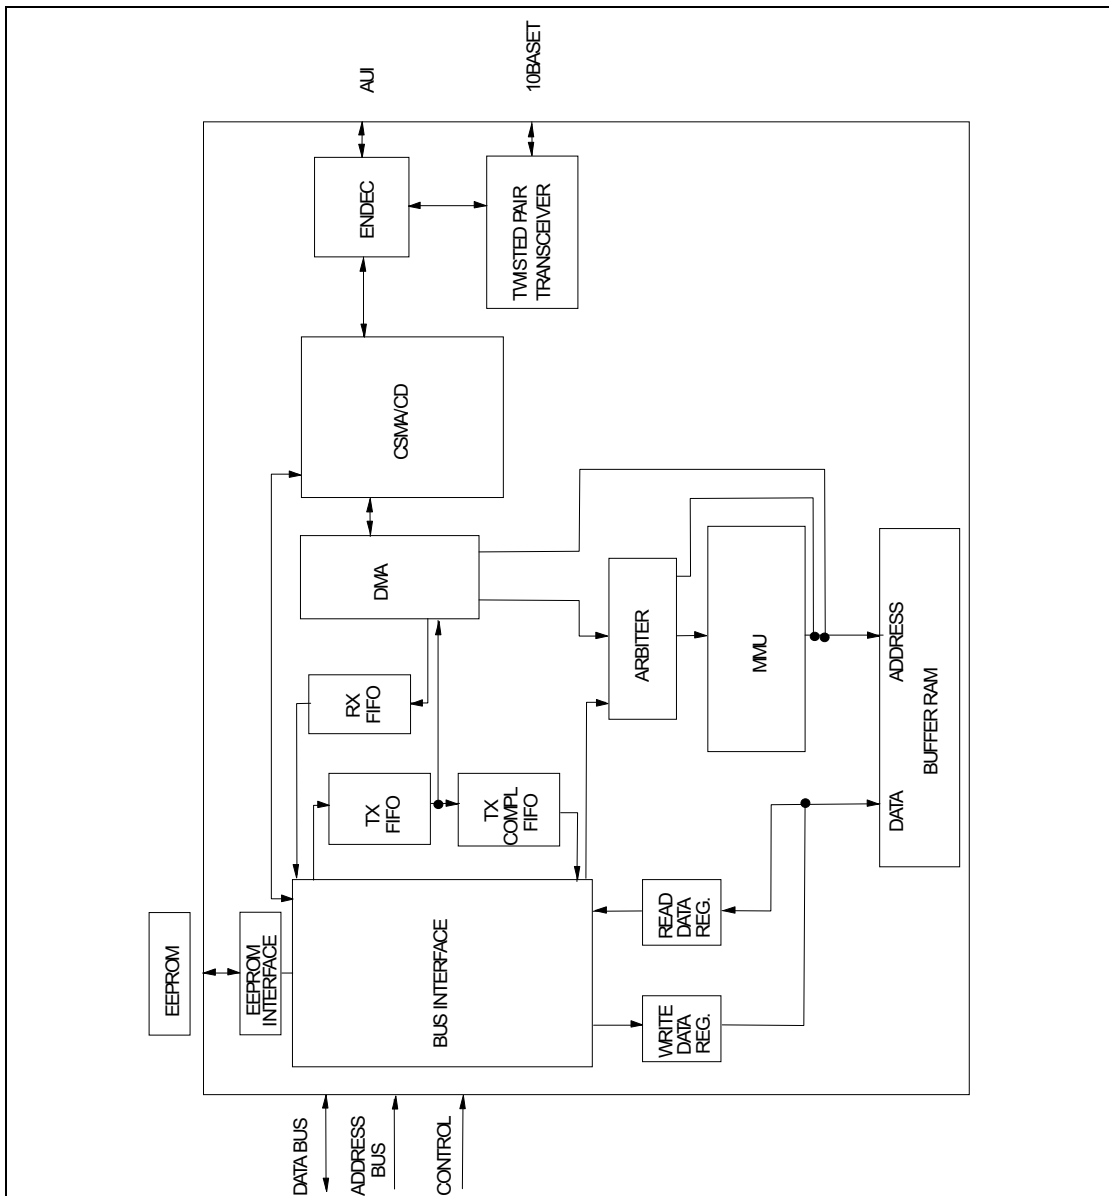 AUI
10BASET
ENDEC
TWISTED PAIR
TRANSCEIVER
CSMA/CD
DMA
ARBITER
MMU
RX
FIFO
TX
FIFO
TX
COMPL
FIFO
ADDRESS
DATA
BUFFER RAM
EEPROM
EEPROM
INTERFACE
BUS INTERFACE
READ
DATA
REG.
WRITE
DATA
REG.
DATA BUS
ADDRESS
BUS
CONTROL